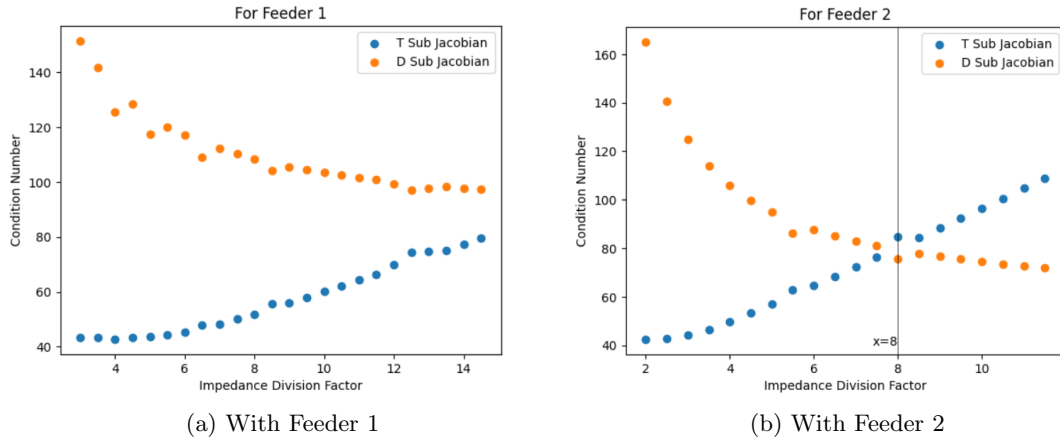 For Feeder 1
T Sub Jacobian
D Sub Jacobian
Condition Number
140
120
100
80
60
40
4
6
8
10
12
14
Impedance Division Factor
(a) With Feeder 1
For Feeder 2
T Sub Jacobian
D Sub Jacobian
Condition Number
160
140
120
100
80
60
40
x=8
2
4
6
8
10
Impedance Division Factor
(b) With Feeder 2